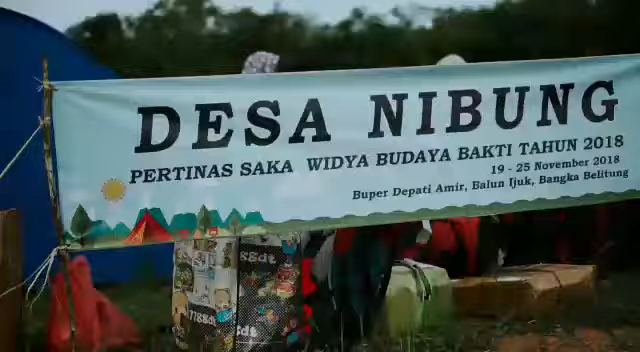 DESA NIBUNG
PERTINAS SAKA WIDYA BUDAYA BAKTI TAHUN 2018
19 - 25 November 2018
Buper Depati Amir, Balun Ijuk, Bangka Belitung